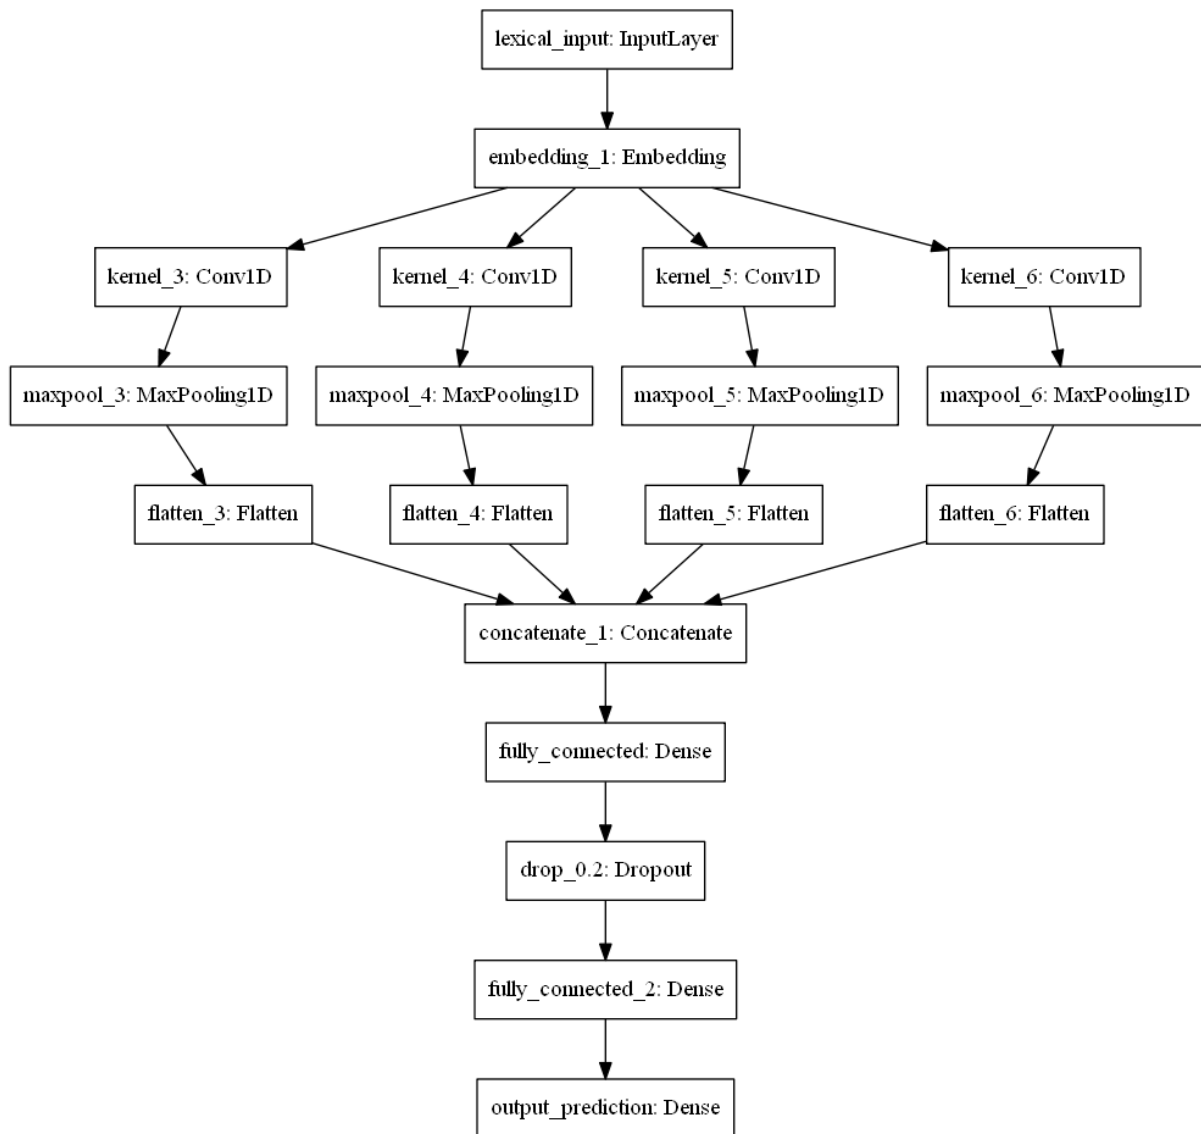 lexical_input: InputLayer
embedding_1: Embedding
kernel_3: Conv1D
kernel_4: Conv1D
kernel_5: Conv1D
kernel_6: Conv1D
maxpool_3: MaxPooling1D
maxpool_4: MaxPooling1D
maxpool_5: MaxPooling1D
maxpool_6: MaxPooling1D
flatten_3: Flatten
flatten_4: Flatten
flatten_5: Flatten
flatten_6: Flatten
concatenate_1: Concatenate
fully_connected: Dense
drop_0.2: Dropout
fully_connected_2: Dense
output_prediction: Dense